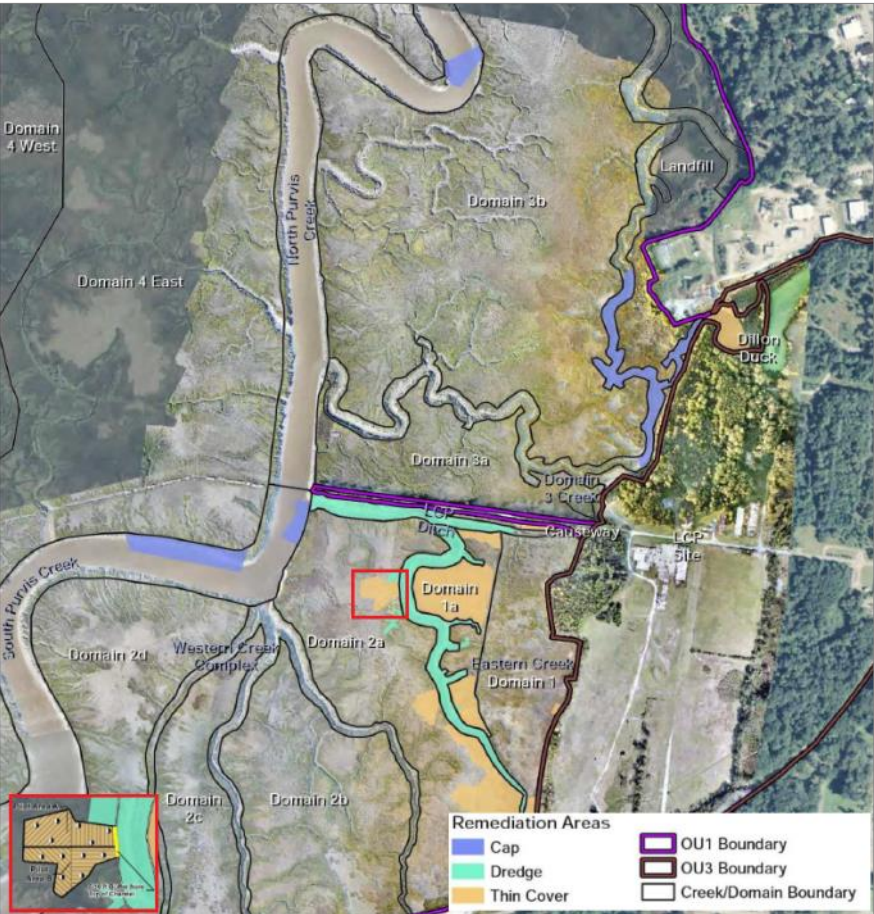 Domain
4 West
North Purvis
Creek
Domain 3b
Landfill
Domain 4 East
Dillon
Duck
Domain 3a
Domain
3 Creek
LCP
Ditch
Causeway
LCP
Site
South Purvis Creek
Domain
1a
Domain 2a
Western Creek
Complex
Domain 2d
Eastern Creek
Domain 1
Domain
2c
Domain 2b
Pilot
Area B
Remediation Areas
Cap
Dredge
Thin Cover
OU1 Boundary
OU3 Boundary
Creek/Domain Boundary